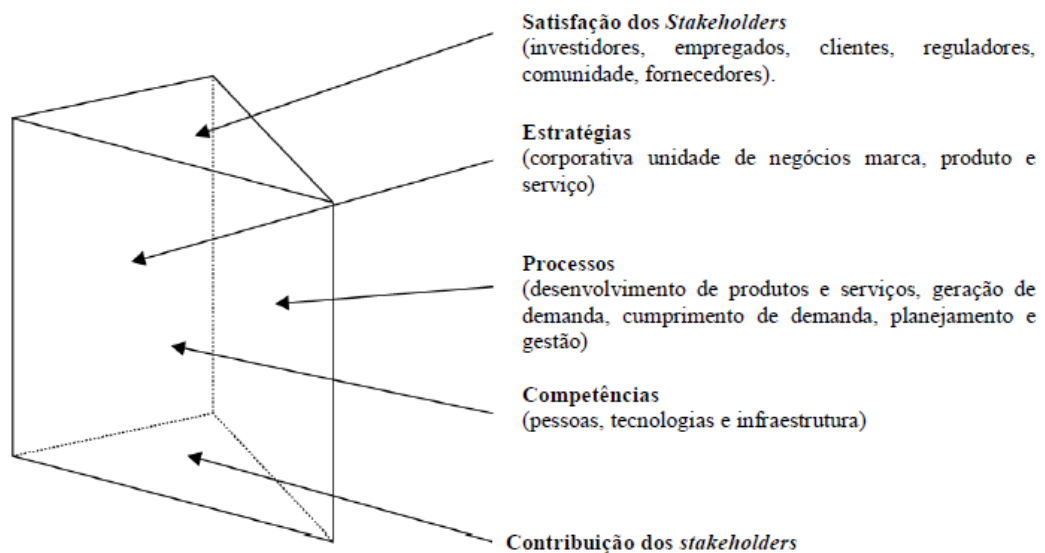 Satisfação dos Stakeholders
(investidores, empregados, clientes, reguladores,
comunidade, fornecedores).
Estratégias
(corporativa unidade de negócios marca, produto e
serviço)
Processos
(desenvolvimento de produtos e serviços, geração de
demanda, cumprimento de demanda, planejamento e
gestão)
Competências
(pessoas, tecnologias e infraestrutura)
Contribuição dos stakeholders